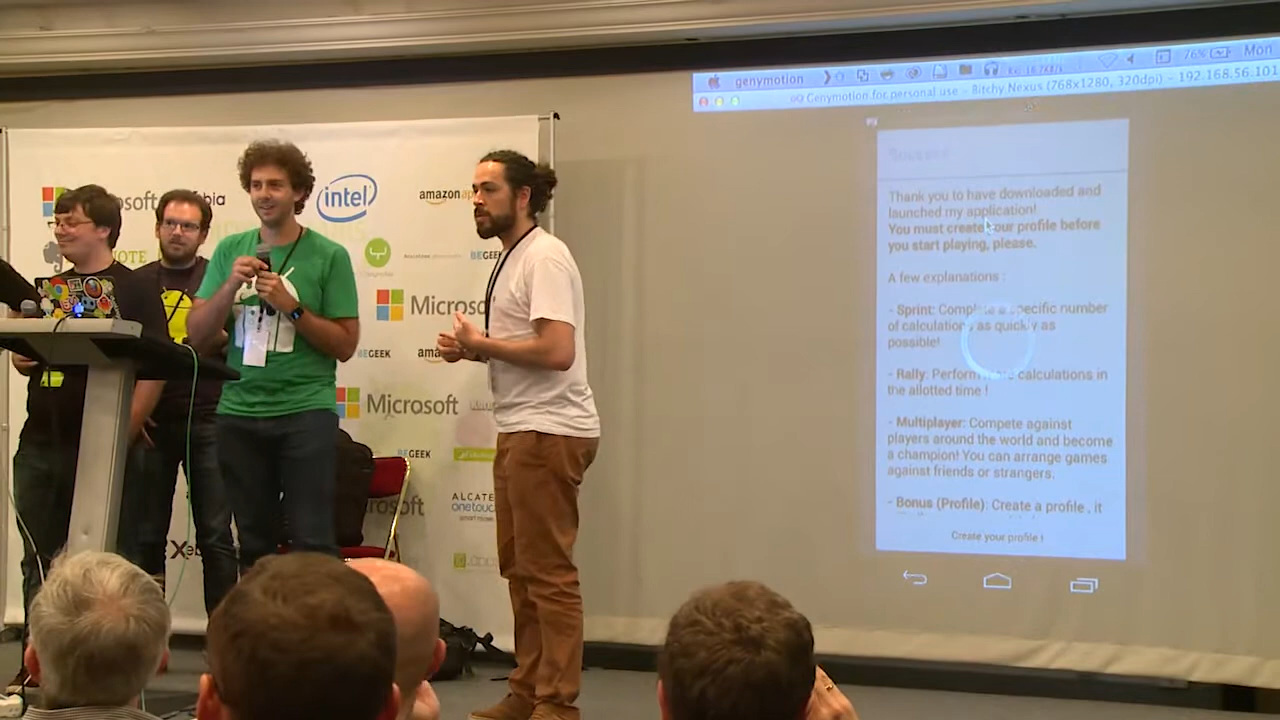 genymotion
76%
Mon
Genymotion for personal use – Bitchy Nexus (768x1280, 320dpi) – 192.168.56.101
Thank you to have downloaded and
launched my application!
You must create your profile before
you start playing, please.
A few explanations :
- Sprint: Complete a specific number
of calculations as quickly as
possible!
- Rally: Perform calculations in
the allotted time !
- Multiplayer: Compete against
players around the world and become
a champion! You can arrange games
against friends or strangers.
- Bonus (Profile): Create a profile , it
Create your profile !
intel
Microsoft
BEGEEK
Microsoft
BEGEEK
ALCATEL
onetouch